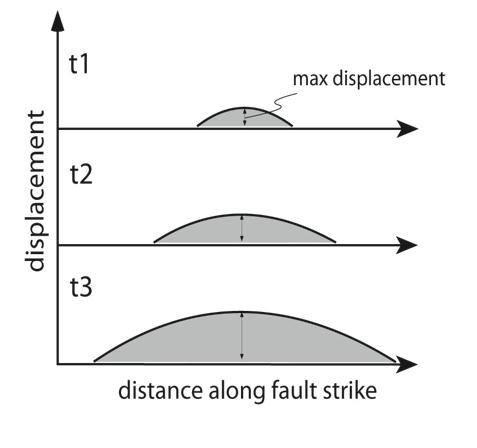 t1
max displacement
t2
displacement
t3
distance along fault strike